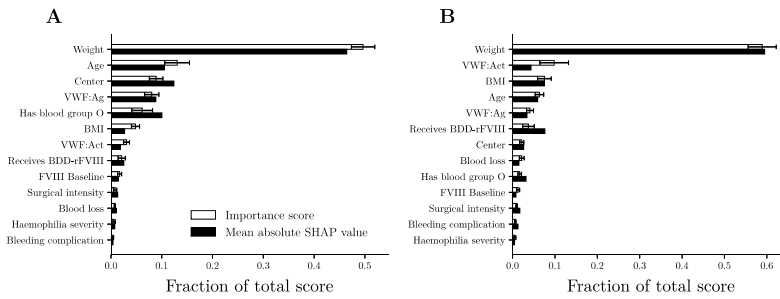 A
Weight
Age
Center
VWF:Ag
Has blood group O
BMI
VWF:Act
Receives BDD-rFVIII
FVIII Baseline
Surgical intensity
Blood loss
Haemophilia severity
Bleeding complication
Importance score
Mean absolute SHAP value
0.0 0.1 0.2 0.3 0.4 0.5
Fraction of total score
B
Weight
VWF:Act
BMI
Age
VWF:Ag
Receives BDD-rFVIII
Center
Blood loss
Has blood group O
FVIII Baseline
Surgical intensity
Bleeding complication
Haemophilia severity
0.0 0.1 0.2 0.3 0.4 0.5 0.6
Fraction of total score